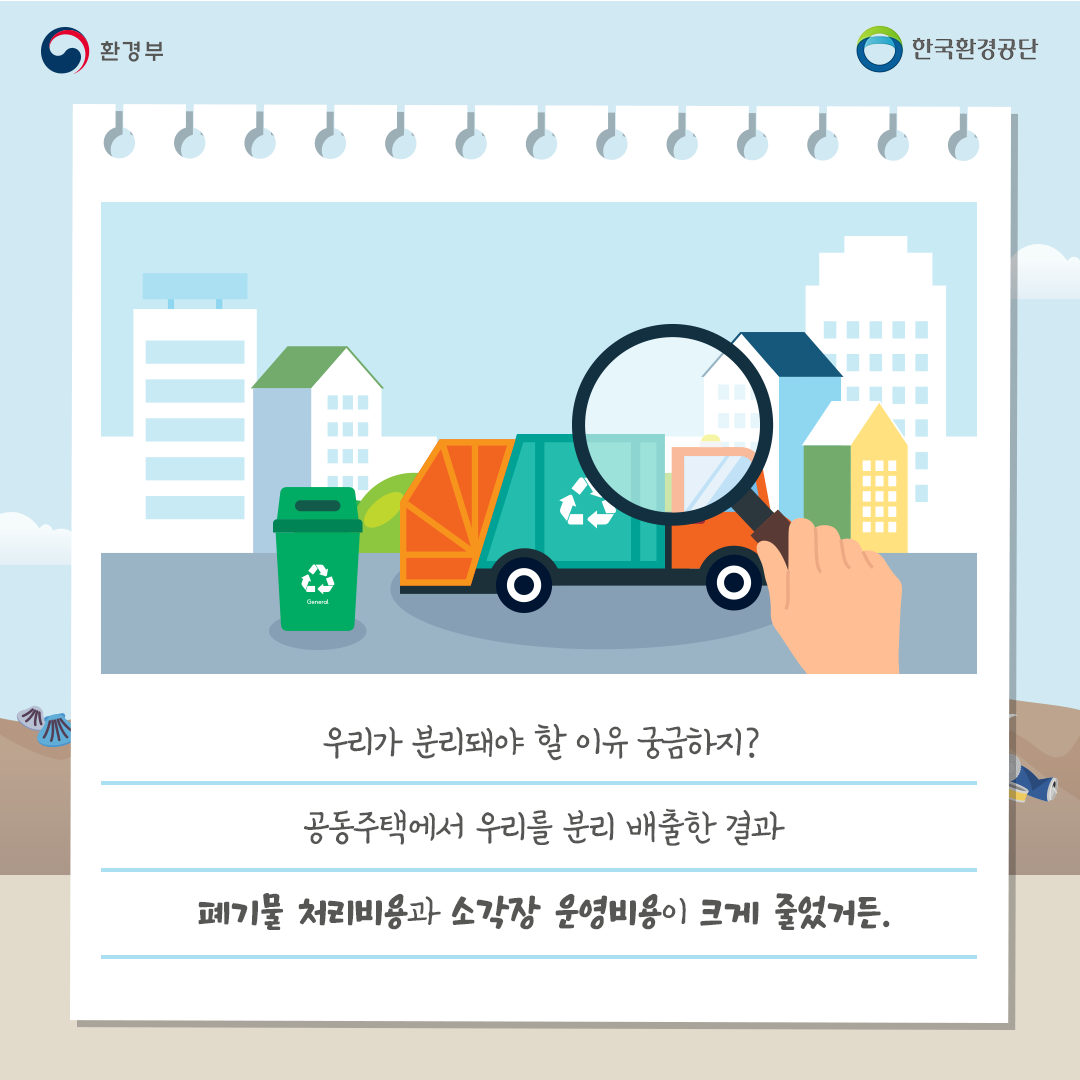 환경부
한국환경공단
General
우리가 분리돼야 할 이유 궁금하지?
공동주택에서 우리를 분리 배출한 결과
폐기물 처리비용과 소각장 운영비용이 크게 줄었거든.